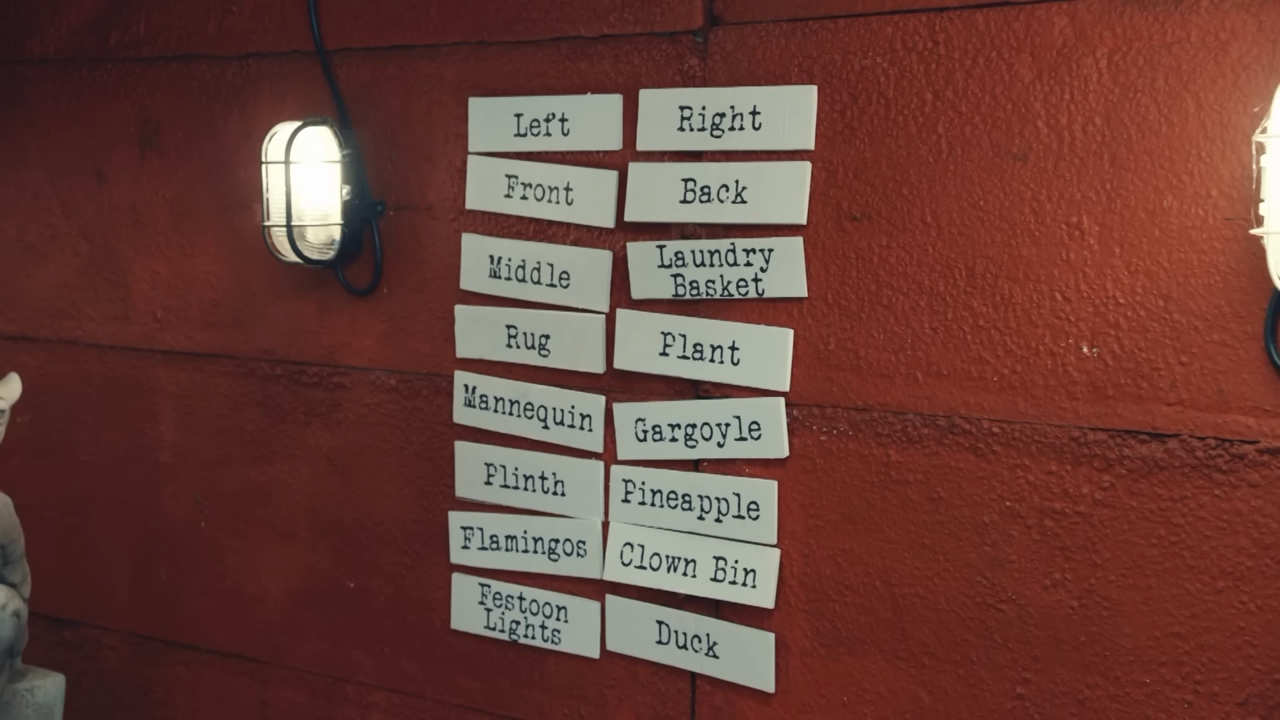 Left
Right
Front
Back
Middle
Laundry
Basket
Rug
Plant
Mannequin
Gargoyle
Plinth
Pineapple
Flamingos
Clown Bin
Festoon
Lights
Duck